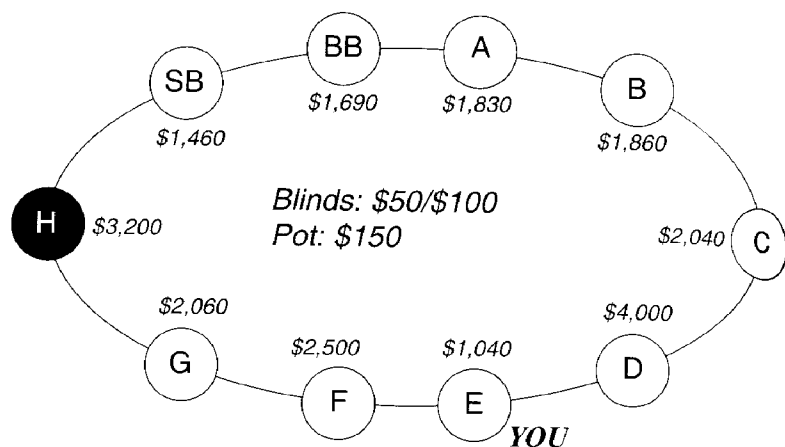 BB
A
SB
B
$1,690
$1,830
$1,460
$1,860
Blinds: $50/$100
Pot: $150
H
$3,200
$2,040
C
$2,060
$4,000
$2,500
$1,040
G
F
E
D
YOU